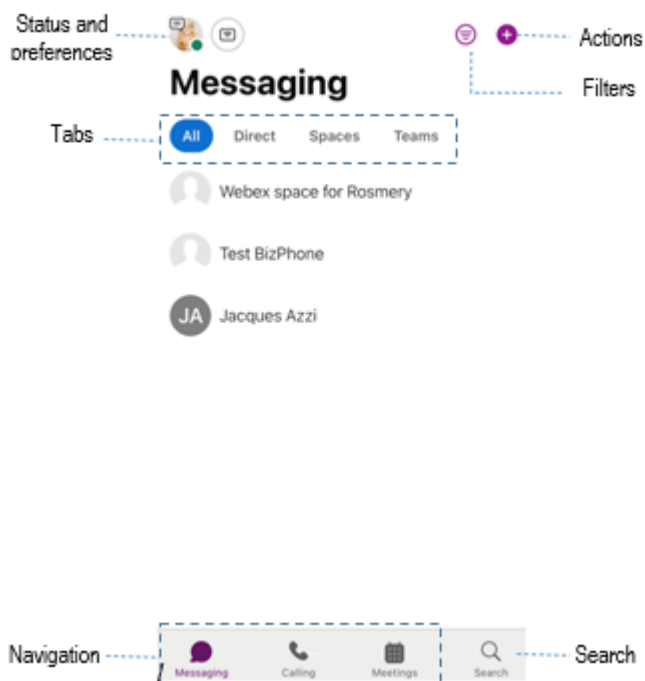 Status and
preferences
Actions
Messaging
Filters
Tabs
All Direct Spaces Teams
Webex space for Rosmery
Test BizPhone
JA Jacques Azzi
Navigation
Messaging Calling Meetings Search
Search